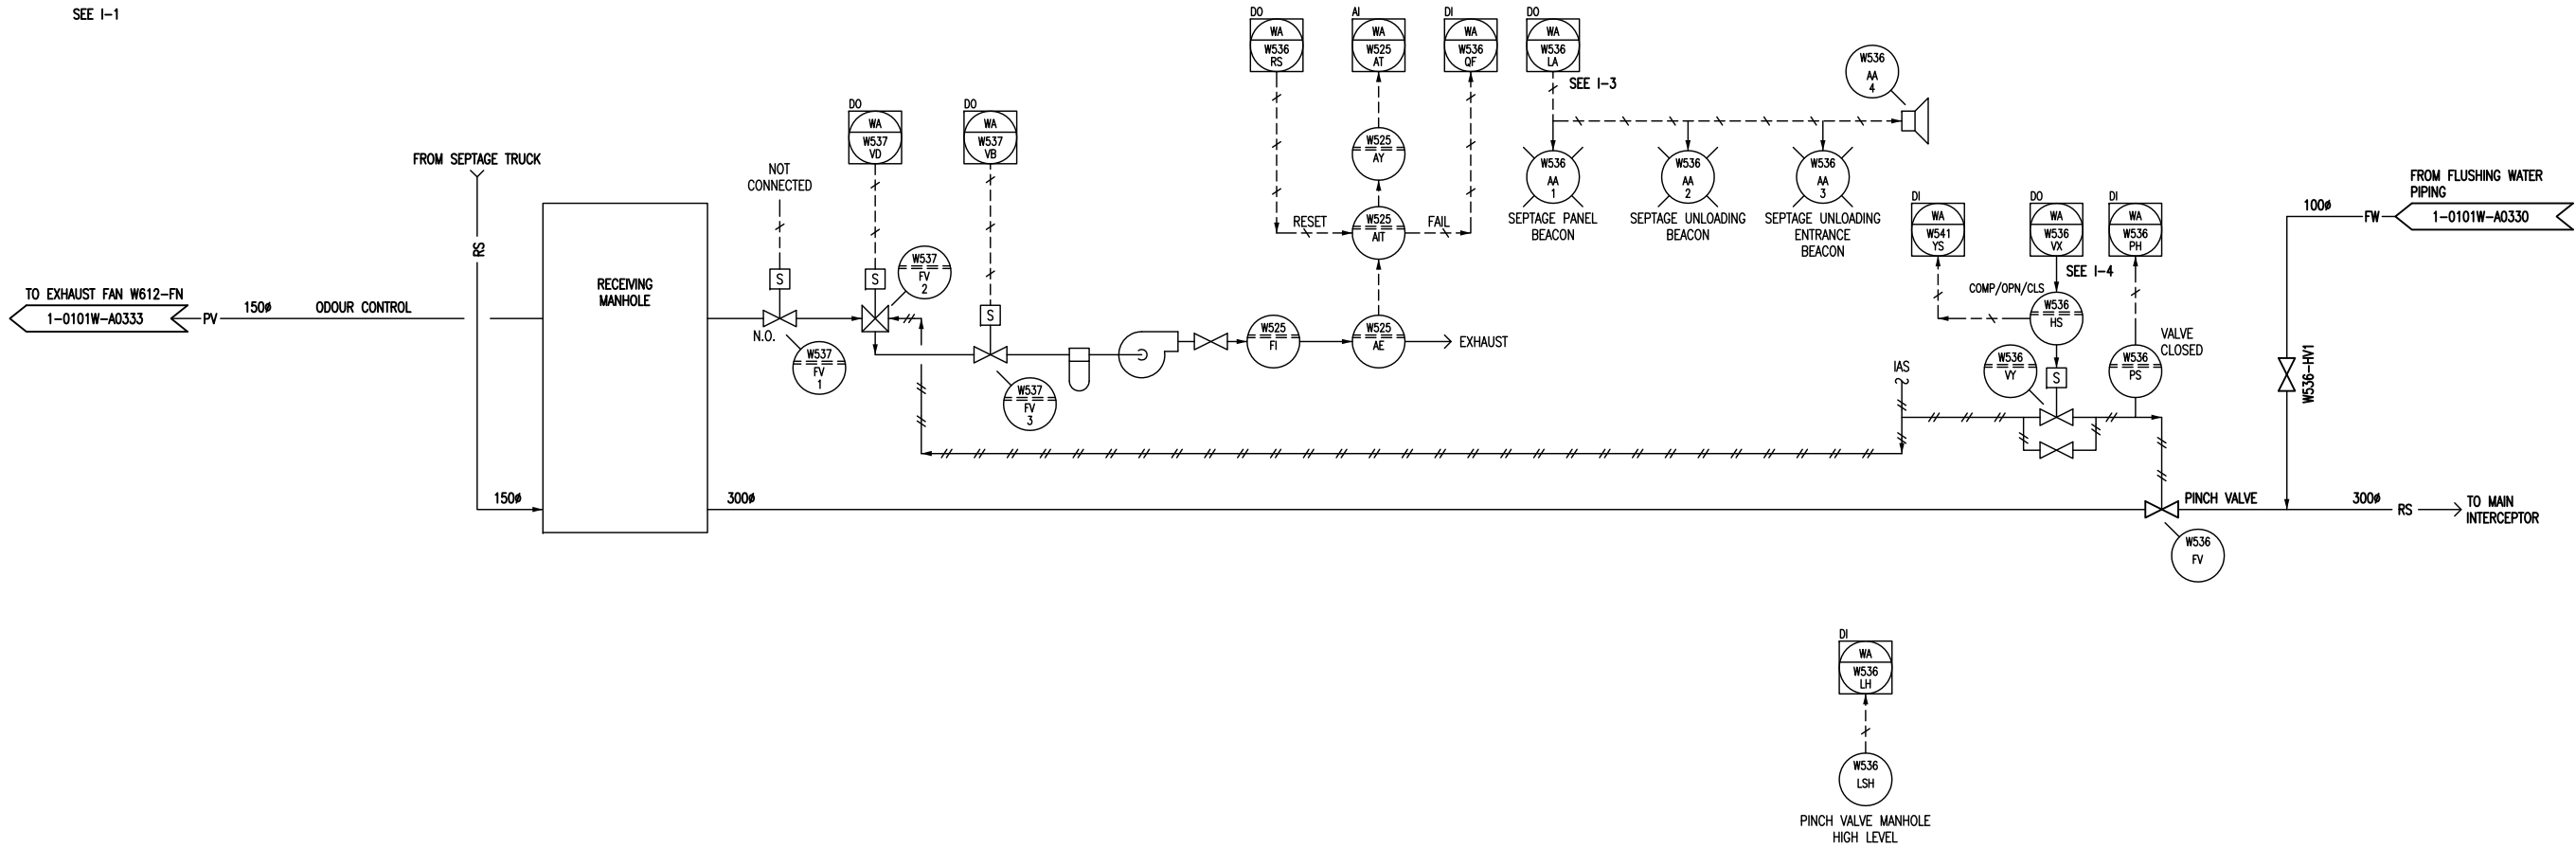 SEE I-1
DO
WA
W536
RS
AI
WA
W525
AT
DI
WA
W536
QF
DO
WA
W536
LA
SEE I-3
W536
AA
4
DO
WA
W537
VD
DO
WA
W537
VB
W525
AY
FROM SEPTAGE TRUCK
NOT
CONNECTED
W536
AA
1
W536
AA
2
W536
AA
3
SEPTAGE PANEL
BEACON
SEPTAGE UNLOADING
BEACON
SEPTAGE UNLOADING
ENTRANCE
BEACON
FROM FLUSHING WATER
PIPING
1-0101W-A0330
FW
100ø
DI
WA
W541
YS
DO
WA
W536
VX
DI
WA
W536
PH
SEE I-4
RESET
W525
AIT
FAIL
RS
RECEIVING
MANHOLE
S
S
W537
FV
2
TO EXHAUST FAN W612-FN
1-0101W-A0333
PV
150ø
ODOUR CONTROL
N.O.
W537
FV
1
S
W537
FV
3
W525
FI
W525
AE
EXHAUST
COMP/OPN/CLS
W536
HS
VALVE
CLOSED
IAS
W536
VY
S
W536
PS
W536-HV1
150ø
300ø
PINCH VALVE
300ø
RS
TO MAIN
INTERCEPTOR
W536
FV
DI
WA
W536
LH
W536
LSH
PINCH VALVE MANHOLE
HIGH LEVEL